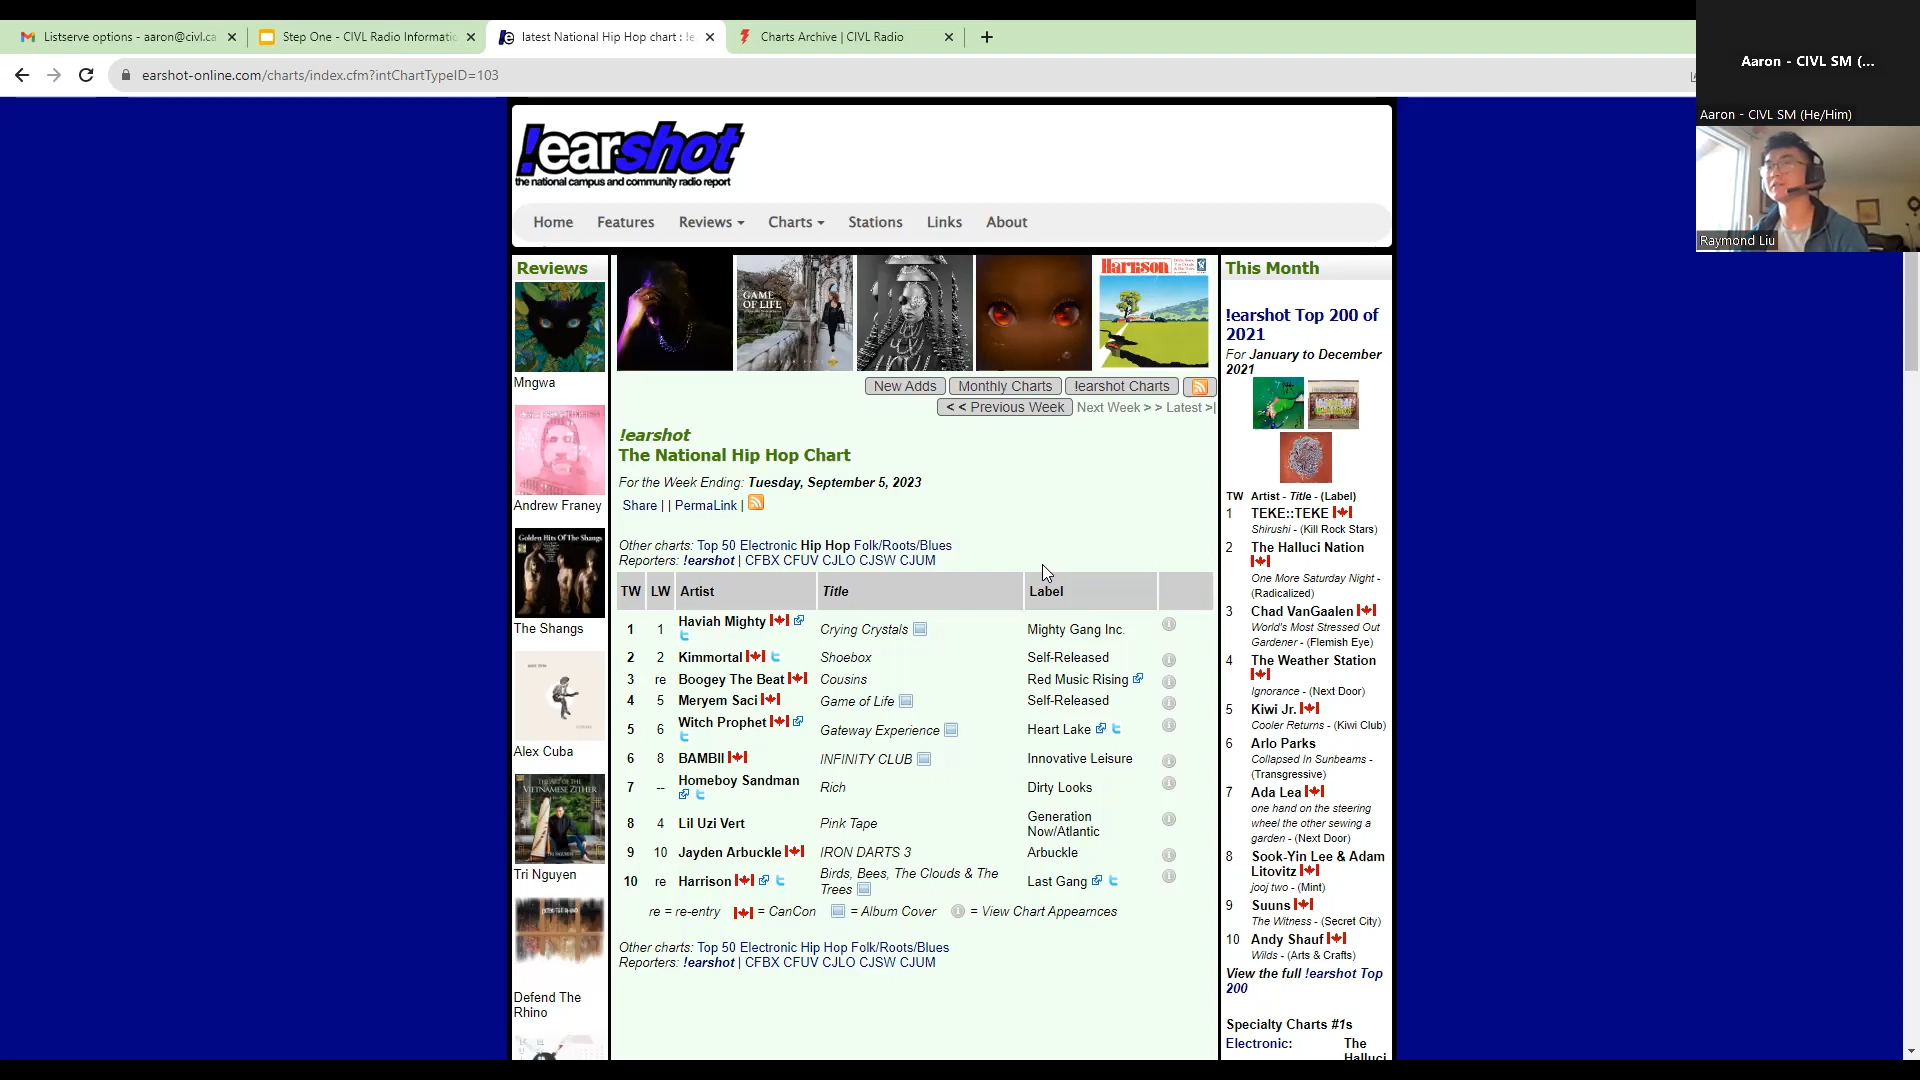 Listserve options - aaron@civl.ca
Step One - CIVL Radio Informatio
latest National Hip Hop chart : !e
Charts Archive | CIVL Radio
earshot-online.com/charts/index.cfm?intChartTypeID=103
Aaron - CIVL SM (...
Aaron - CIVL SM (He/Him)
Raymond Liu
!earshot
the national campus and community radio report
Home Features Reviews Charts Stations Links About
Reviews
Mngwa
Andrew Franey
Golden Hits Of The Shangs
The Shangs
Alex Cuba
VIETNAMESE ZITHER
Tri Nguyen
Defend The
Rhino
GAME
OF LIFE
Harrison
New Adds Monthly Charts !earshot Charts
< < Previous Week Next Week > > Latest >|
!earshot
The National Hip Hop Chart
For the Week Ending: Tuesday, September 5, 2023
Share | | PermaLink |
Other charts: Top 50 Electronic Hip Hop Folk/Roots/Blues
Reporters: !earshot | CFBX CFUV CJLO CJSW CJUM
TW LW Artist Title Label
1 1 Haviah Mighty Crying Crystals Mighty Gang Inc.
2 2 Kimmortal Shoebox Self-Released
3 re Boogey The Beat Cousins Red Music Rising
4 5 Meryem Saci Game of Life Self-Released
5 6 Witch Prophet Gateway Experience Heart Lake
6 8 BAMBII INFINITY CLUB Innovative Leisure
7 -- Homeboy Sandman Rich Dirty Looks
8 4 Lil Uzi Vert Pink Tape Generation
Now/Atlantic
9 10 Jayden Arbuckle IRON DARTS 3 Arbuckle
10 re Harrison Birds, Bees, The Clouds & The
Trees Last Gang
re = re-entry = CanCon = Album Cover = View Chart Appearnces
Other charts: Top 50 Electronic Hip Hop Folk/Roots/Blues
Reporters: !earshot | CFBX CFUV CJLO CJSW CJUM
This Month
!earshot Top 200 of
2021
For January to December
2021
TW Artist - Title - (Label)
1 TEKE::TEKE
Shirushi - (Kill Rock Stars)
2 The Halluci Nation
One More Saturday Night -
(Radicalized)
3 Chad VanGaalen
World's Most Stressed Out
Gardener - (Flemish Eye)
4 The Weather Station
Ignorance - (Next Door)
5 Kiwi Jr.
Cooler Returns - (Kiwi Club)
6 Arlo Parks
Collapsed In Sunbeams -
(Transgressive)
7 Ada Lea
one hand on the steering
wheel the other sewing a
garden - (Next Door)
8 Sook-Yin Lee & Adam
Litovitz
jooj two - (Mint)
9 Suuns
The Witness - (Secret City)
10 Andy Shauf
Wilds - (Arts & Crafts)
View the full !earshot Top
200
Specialty Charts #1s
Electronic: The
Halluci